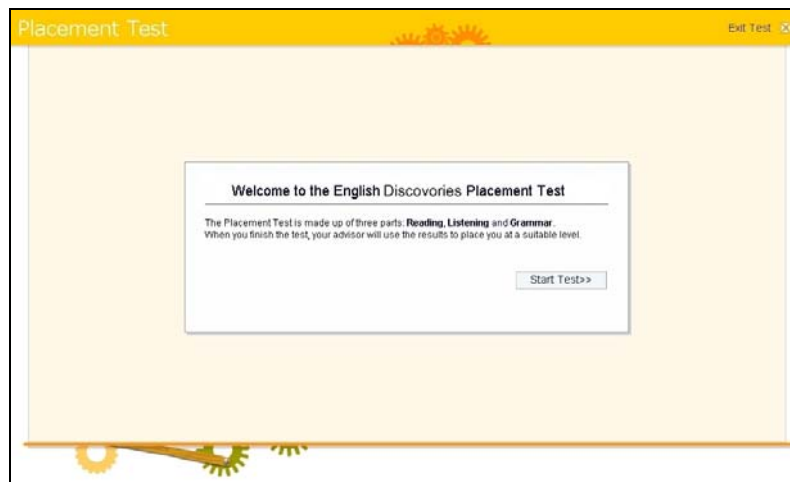 Placement Test
Exit Test
Welcome to the English Discovories Placement Test
The Placement Test is made up of three parts: Reading, Listening and Grammar.
When you finish the test, your advisor will use the results to place you at a suitable level.
Start Test>>